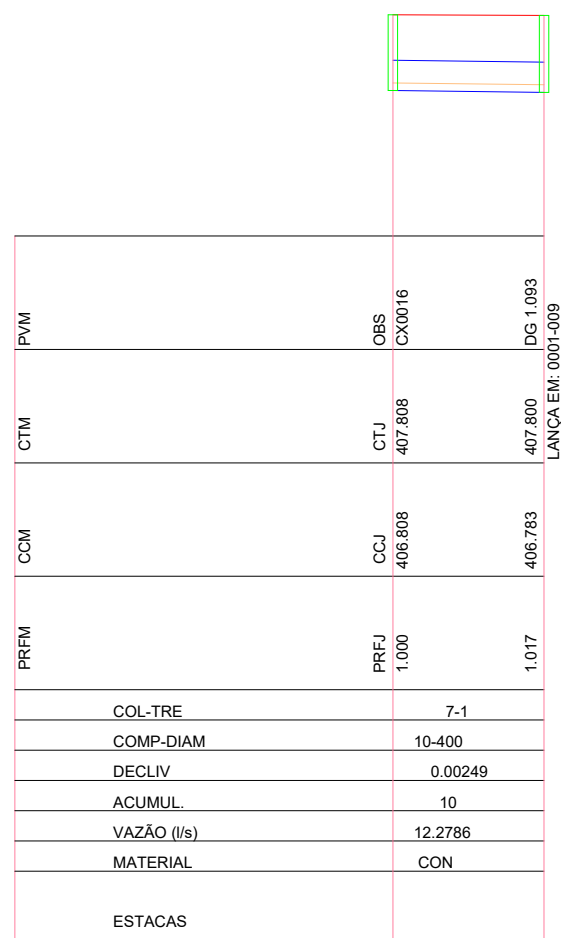 PVM OBS CX0016 DG 1.093
LANÇA EM: 0001-009
CTM CTJ 407.808 407.800
CCM CCJ 406.808 406.783
PRFM PRFJ 1.000 1.017
COL-TRE 7-1
COMP-DIAM 10-400
DECLIV 0.00249
ACUMUL. 10
VAZÃO (l/s) 12.2786
MATERIAL CON
ESTACAS